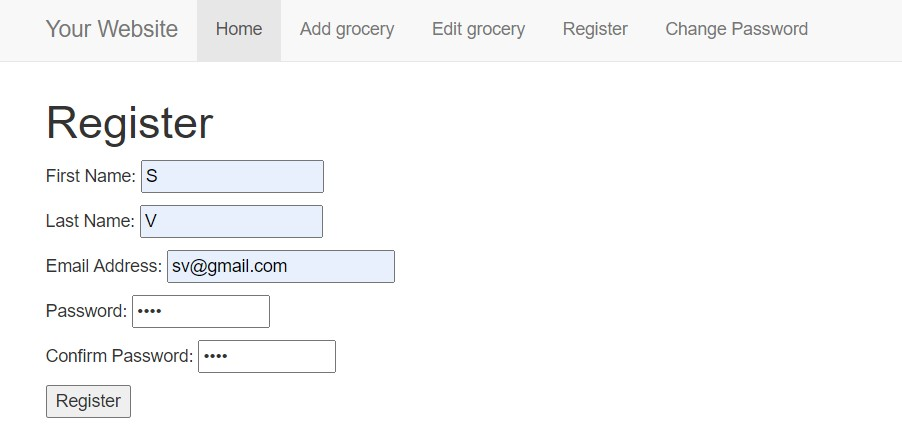 Your Website Home Add grocery Edit grocery Register Change Password
Register
First Name: S
Last Name: V
Email Address: sv@gmail.com
Password: ••••
Confirm Password: ••••
Register